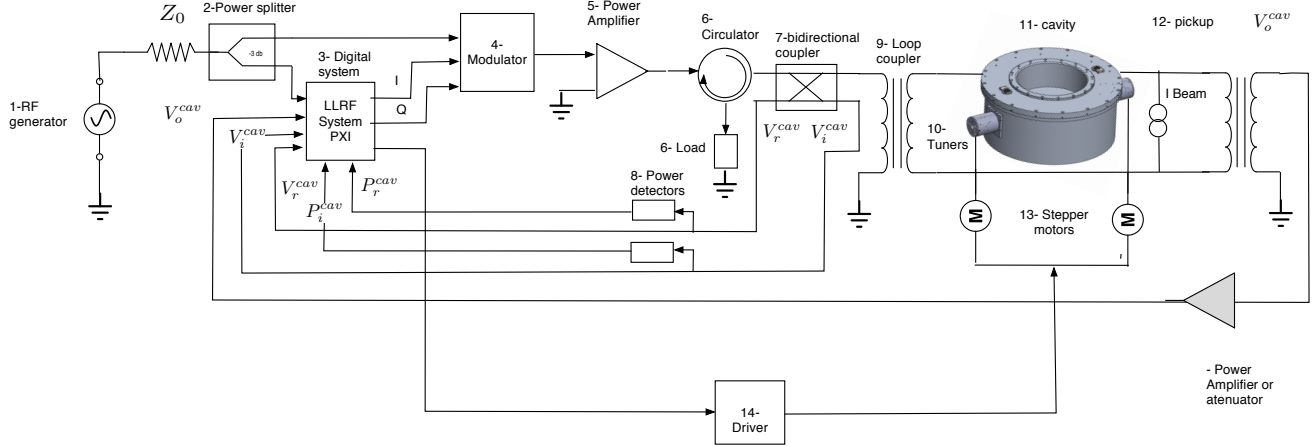 Z_0
2-Power splitter
-3 db
1-RF
generator
V_o^{cav}
3- Digital
system
LLRF
System
PXI
I
Q
V_i^{cav}
V_r^{cav}
P_r^{cav}
P_i^{cav}
4-
Modulator
5- Power
Amplifier
6-
Circulator
6- Load
7-bidirectional
coupler
V_r^{cav}
V_i^{cav}
8- Power
detectors
9- Loop
coupler
10-
Tuners
11- cavity
12- pickup
V_o^{cav}
I Beam
M
M
13- Stepper
motors
14-
Driver
- Power
Amplifier or
atenuator